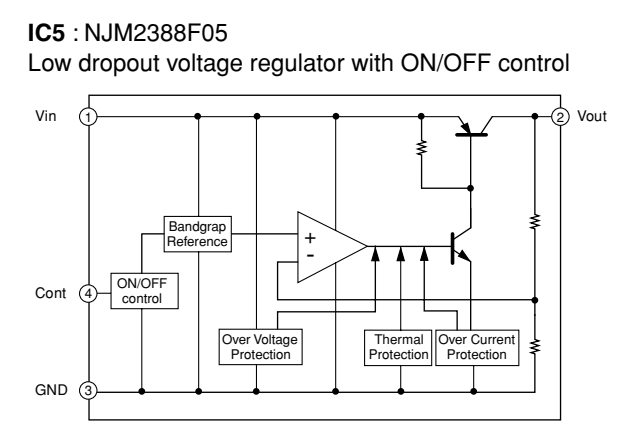 IC5 : NJM2388F05
Low dropout voltage regulator with ON/OFF control
Vin 1
2 Vout
Bandgrap
Reference
+
-
Cont 4
ON/OFF
control
Over Voltage
Protection
Thermal
Protection
Over Current
Protection
GND 3